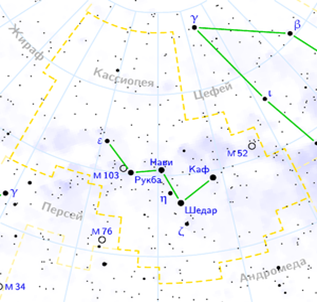 γ
β
Жираф
Кассиопея
Цефей
ι
ε
M 52
Нави
Каф
M 103
Рукба
γ
η
Шедар
Персей
ζ
M 76
Андромеда
M 34